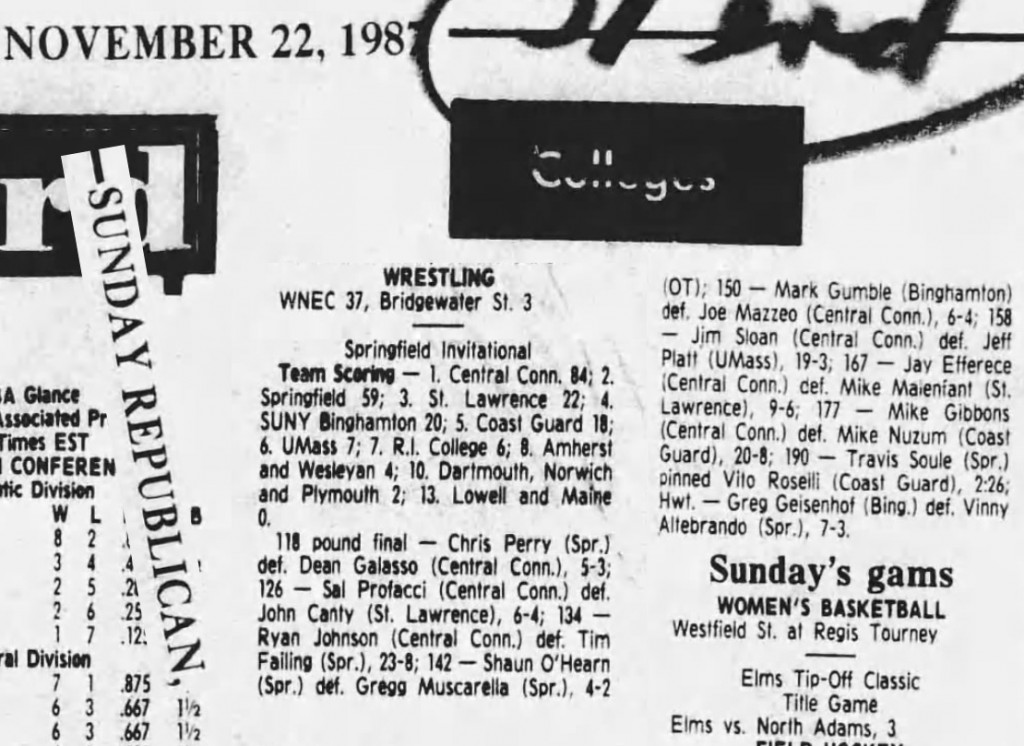 NOVEMBER 22, 1987
rd
SUNDAY REPUBLICAN,
Colleges
A Glance
Associated Pr
Times EST
CONFEREN
tic Division
W L B
8 2
3 4 .4
2 5
2 6 .25
1 7 .12
ral Division
7 1 .875
6 3 .667 1½
6 3 .667 1½
WRESTLING
WNEC 37, Bridgewater St. 3
Springfield Invitational
Team Scoring — 1. Central Conn. 84; 2.
Springfield 59; 3. St. Lawrence 22; 4.
SUNY Binghamton 20; 5. Coast Guard 18;
6. UMass 7; 7. R.I. College 6; 8. Amherst
and Wesleyan 4; 10. Dartmouth, Norwich
and Plymouth 2; 13. Lowell and Maine
0.
118 pound final — Chris Perry (Spr.)
def. Dean Galasso (Central Conn.), 5-3;
126 — Sal Profacci (Central Conn.) def.
John Canty (St. Lawrence), 6-4; 134 —
Ryan Johnson (Central Conn.) def. Tim
Failing (Spr.), 23-8; 142 — Shaun O'Hearn
(Spr.) def. Gregg Muscarella (Spr.), 4-2
(OT); 150 — Mark Gumble (Binghamton)
def. Joe Mazzeo (Central Conn.), 6-4; 158
— Jim Sloan (Central Conn.) def. Jeff
Platt (UMass), 19-3; 167 — Jay Efferece
(Central Conn.) def. Mike Malenfant (St.
Lawrence), 9-6; 177 — Mike Gibbons
(Central Conn.) def. Mike Nuzum (Coast
Guard), 20-8; 190 — Travis Soule (Spr.)
pinned Vito Roselli (Coast Guard), 2:26;
Hwt. — Greg Geisenhof (Bing.) def. Vinny
Altebrando (Spr.), 7-3.
Sunday's gams
WOMEN'S BASKETBALL
Westfield St. at Regis Tourney
Elms Tip-Off Classic
Title Game
Elms vs. North Adams, 3
FIELD HOCKEY